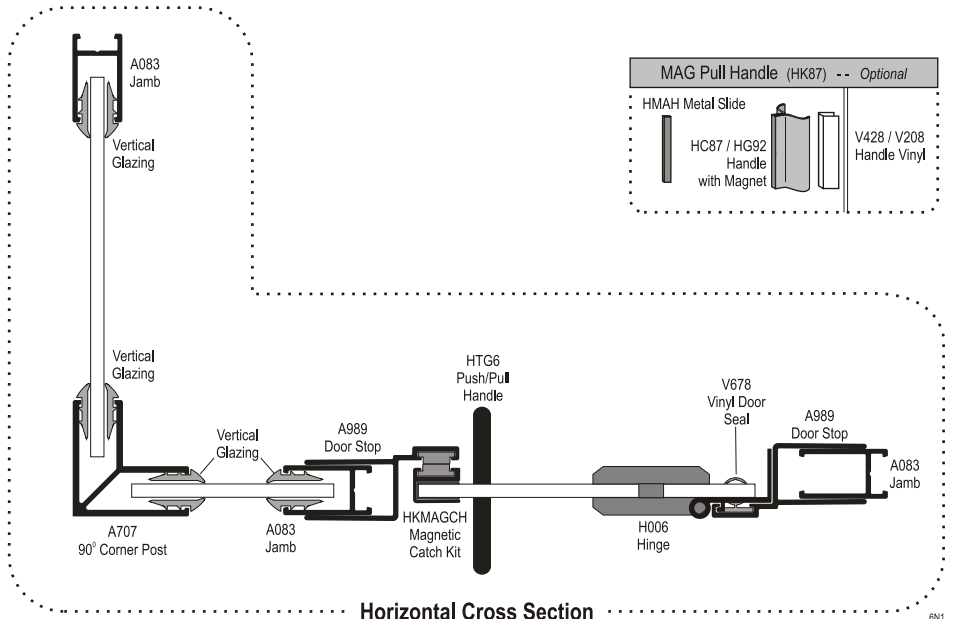 A083
Jamb
Vertical
Glazing
MAG Pull Handle (HK87) -- Optional
HMAH Metal Slide
HC87 / HG92
Handle
with Magnet
V428 / V208
Handle Vinyl
Vertical
Glazing
HTG6
Push/Pull
Handle
V678
Vinyl Door
Seal
A989
Door Stop
Vertical
Glazing
A989
Door Stop
A083
Jamb
A707
90⁰ Corner Post
A083
Jamb
HKMAGCH
Magnetic
Catch Kit
H006
Hinge
Horizontal Cross Section
6N1